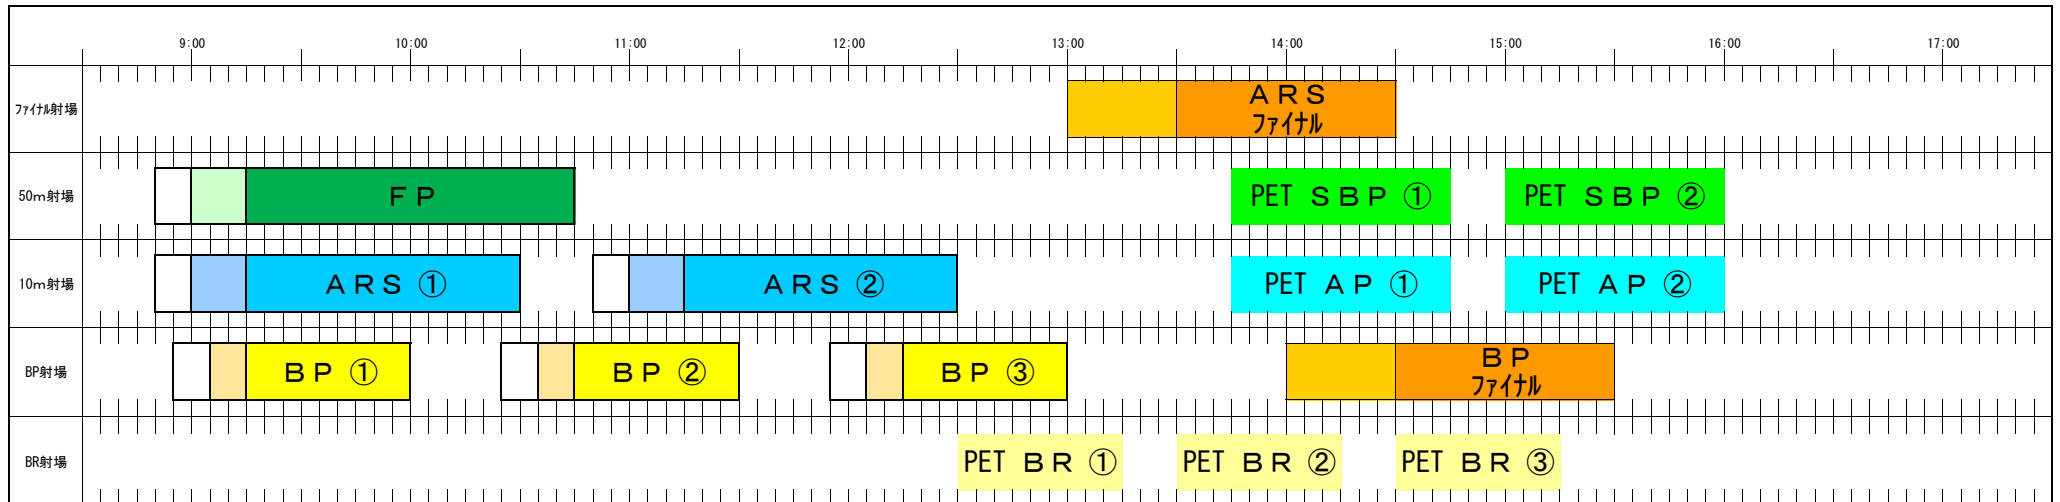 9:00 10:00 11:00 12:00 13:00 14:00 15:00 16:00 17:00
ﾌｧｲﾅﾙ射場
ＡＲＳ
ﾌｧｲﾅﾙ
50ｍ射場
ＦＰ
PET ＳＢＰ ①
PET ＳＢＰ ②
10ｍ射場
ＡＲＳ ①
ＡＲＳ ②
PET ＡＰ ①
PET ＡＰ ②
BP射場
ＢＰ ①
ＢＰ ②
ＢＰ ③
ＢＰ
ﾌｧｲﾅﾙ
BR射場
PET ＢＲ ①
PET ＢＲ ②
PET ＢＲ ③